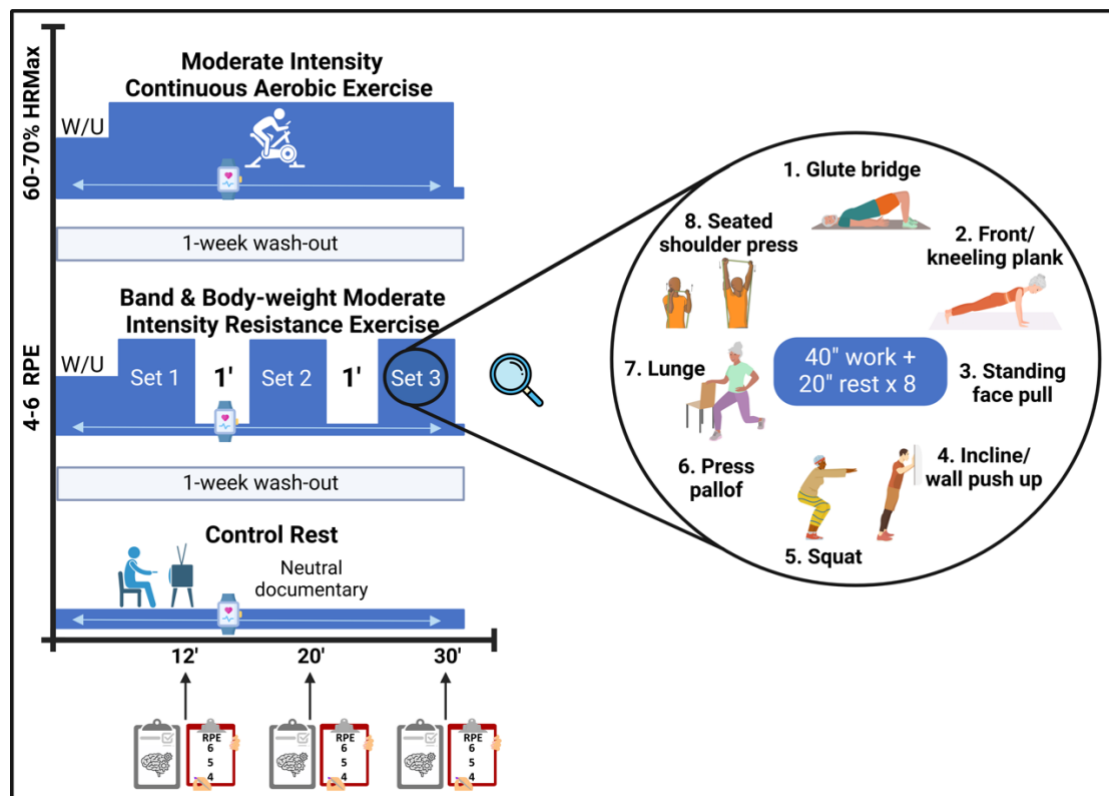 60-70% HRMax
Moderate Intensity
Continuous Aerobic Exercise
W/U
1-week wash-out
4-6 RPE
Band & Body-weight Moderate
Intensity Resistance Exercise
W/U
Set 1
1'
Set 2
1'
Set 3
1-week wash-out
Control Rest
Neutral
documentary
12'
20'
30'
RPE
6
5
4
RPE
6
5
4
RPE
6
5
4
1. Glute bridge
2. Front/
kneeling plank
3. Standing
face pull
4. Incline/
wall push up
5. Squat
6. Press
pallof
7. Lunge
8. Seated
shoulder press
40" work +
20" rest x 8